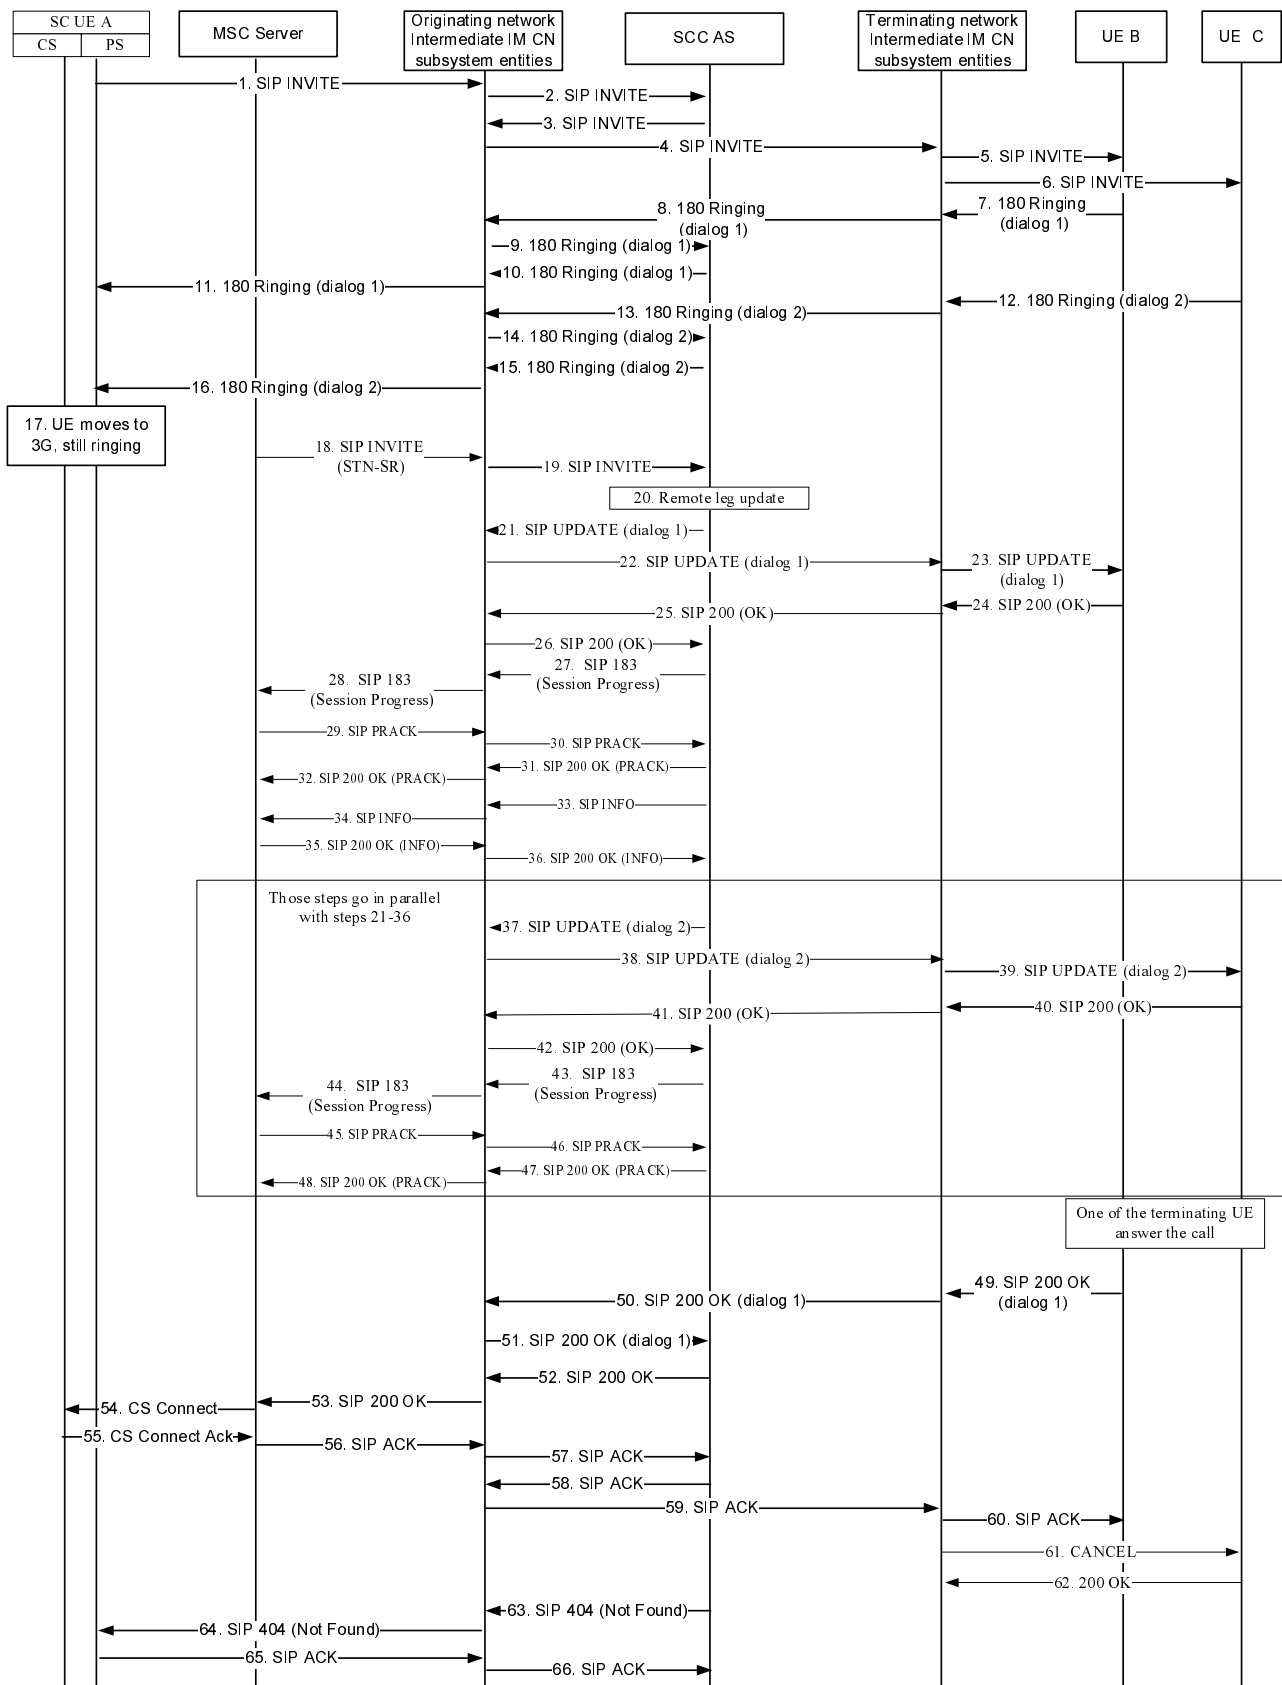 SC UE A
CS
PS
MSC Server
Originating network
Intermediate IM CN
subsystem entities
SCC AS
Terminating network
Intermediate IM CN
subsystem entities
UE B
UE C
1. SIP INVITE
2. SIP INVITE
3. SIP INVITE
4. SIP INVITE
5. SIP INVITE
6. SIP INVITE
7. 180 Ringing
(dialog 1)
8. 180 Ringing
(dialog 1)
9. 180 Ringing (dialog 1)
10. 180 Ringing (dialog 1)
11. 180 Ringing (dialog 1)
12. 180 Ringing (dialog 2)
13. 180 Ringing (dialog 2)
14. 180 Ringing (dialog 2)
15. 180 Ringing (dialog 2)
16. 180 Ringing (dialog 2)
17. UE moves to
3G, still ringing
18. SIP INVITE
(STN-SR)
19. SIP INVITE
20. Remote leg update
21. SIP UPDATE (dialog 1)
22. SIP UPDATE (dialog 1)
23. SIP UPDATE
(dialog 1)
24. SIP 200 (OK)
25. SIP 200 (OK)
26. SIP 200 (OK)
27. SIP 183
(Session Progress)
28. SIP 183
(Session Progress)
29. SIP PRACK
30. SIP PRACK
31. SIP 200 OK (PRACK)
32. SIP 200 OK (PRACK)
33. SIP INFO
34. SIP INFO
35. SIP 200 OK (INFO)
36. SIP 200 OK (INFO)
Those steps go in parallel
with steps 21-36
37. SIP UPDATE (dialog 2)
38. SIP UPDATE (dialog 2)
39. SIP UPDATE (dialog 2)
40. SIP 200 (OK)
41. SIP 200 (OK)
42. SIP 200 (OK)
43. SIP 183
(Session Progress)
44. SIP 183
(Session Progress)
45. SIP PRACK
46. SIP PRACK
47. SIP 200 OK (PRACK)
48. SIP 200 OK (PRACK)
One of the terminating UE
answer the call
49. SIP 200 OK
(dialog 1)
50. SIP 200 OK (dialog 1)
51. SIP 200 OK (dialog 1)
52. SIP 200 OK
53. SIP 200 OK
54. CS Connect
55. CS Connect Ack
56. SIP ACK
57. SIP ACK
58. SIP ACK
59. SIP ACK
60. SIP ACK
61. CANCEL
62. 200 OK
63. SIP 404 (Not Found)
64. SIP 404 (Not Found)
65. SIP ACK
66. SIP ACK